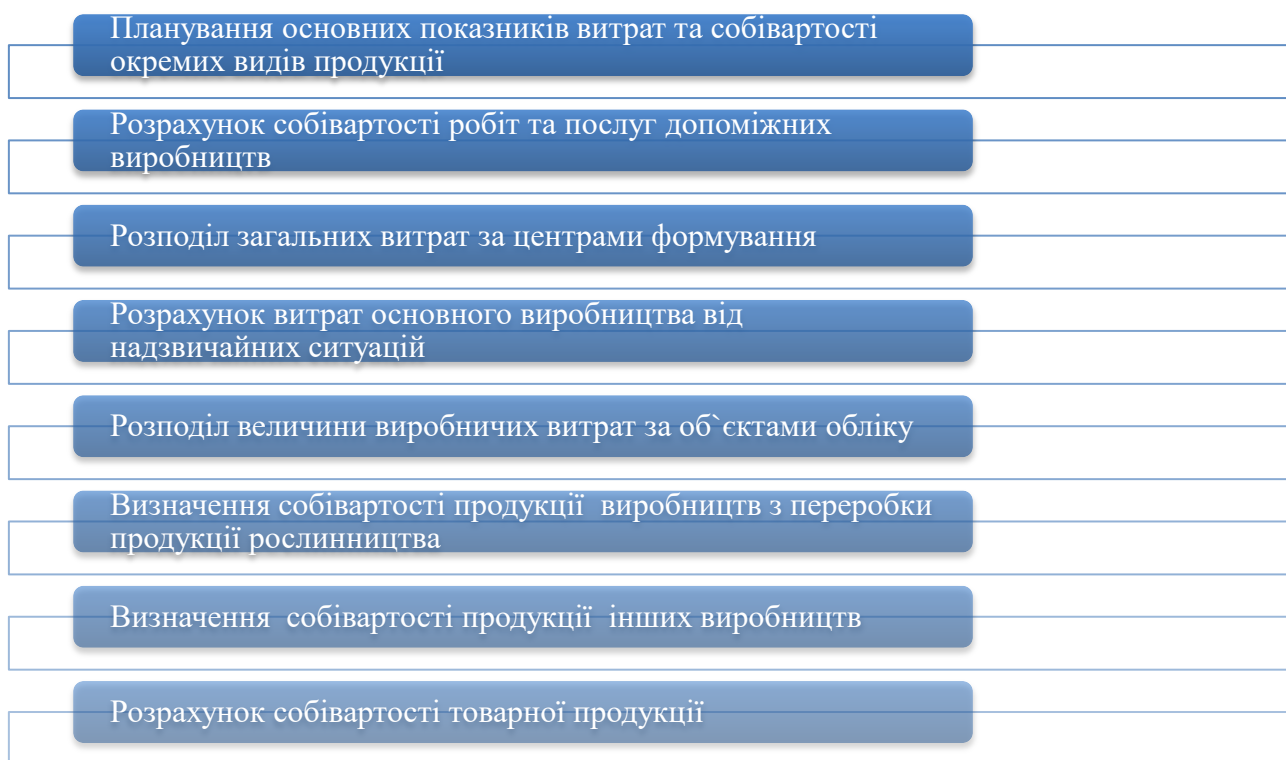 Планування основних показників витрат та собівартості
окремих видів продукції
Розрахунок собівартості робіт та послуг допоміжних
виробництв
Розподіл загальних витрат за центрами формування
Розрахунок витрат основного виробництва від
надзвичайних ситуацій
Розподіл величини виробничих витрат за об`єктами обліку
Визначення собівартості продукції  виробництв з переробки
продукції рослинництва
Визначення  собівартості продукції  інших виробництв
Розрахунок собівартості товарної продукції